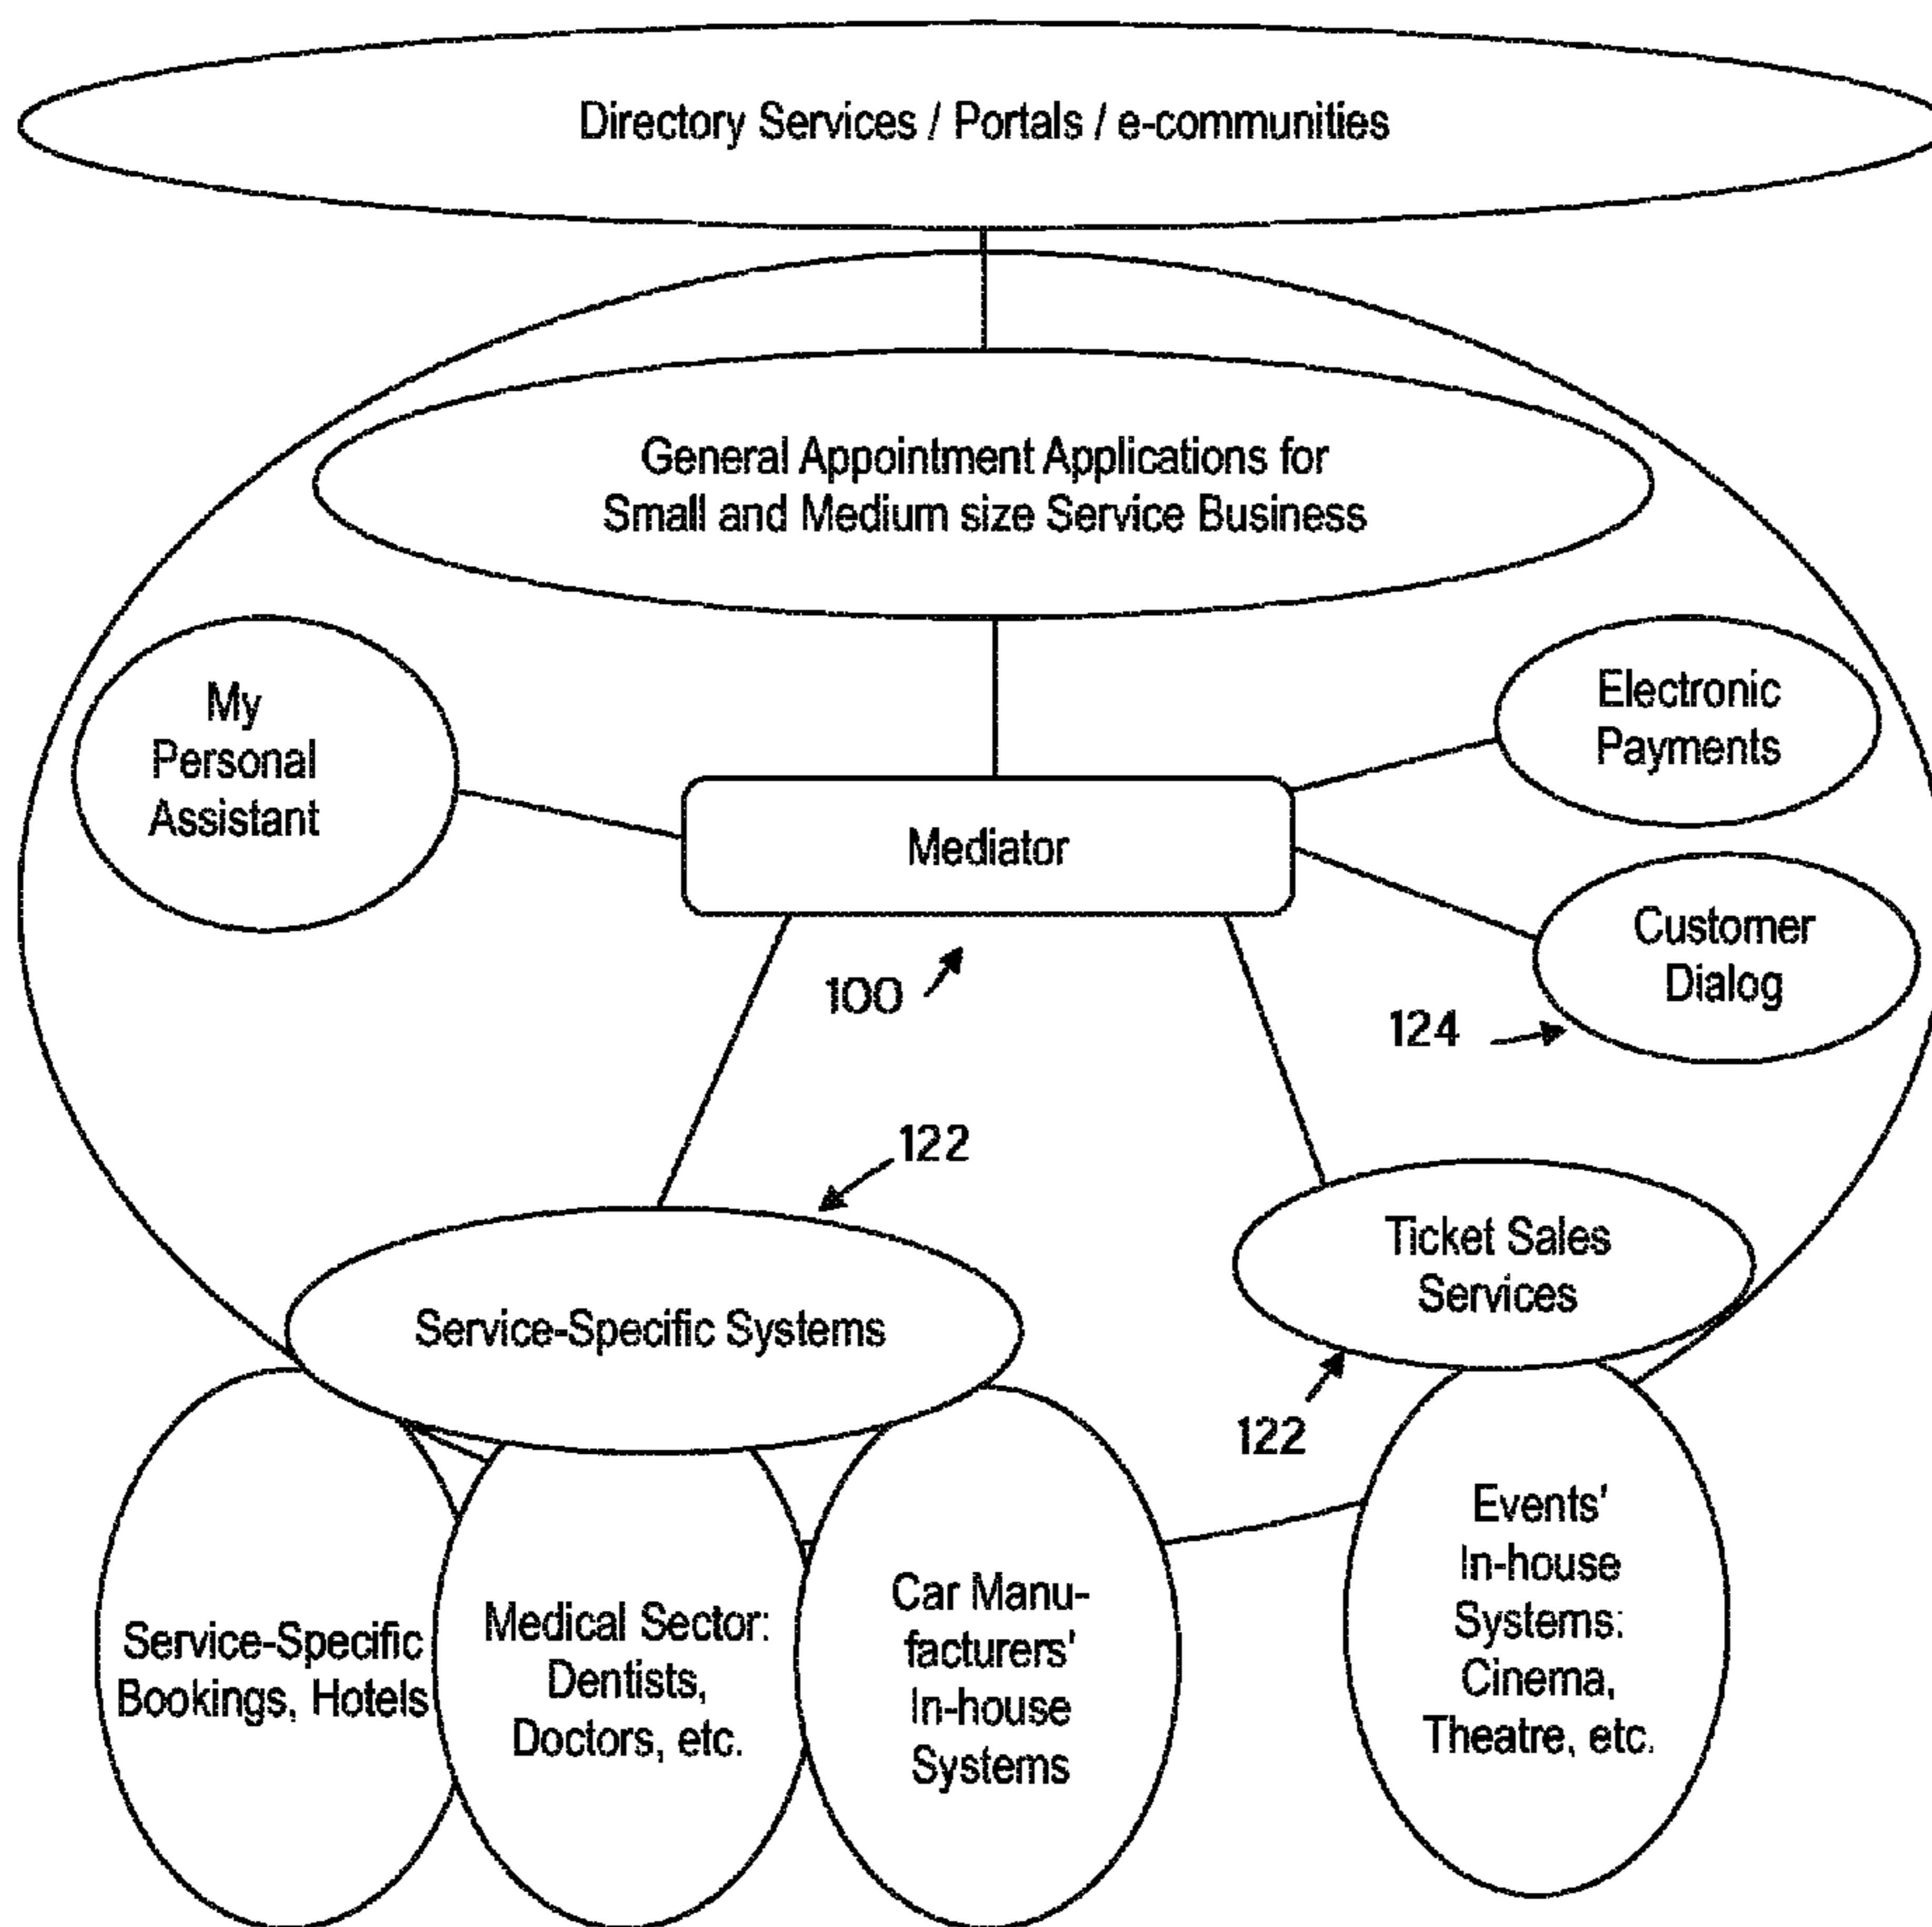 Directory Services / Portals / e-communities
General Appointment Applications for
Small and Medium size Service Business
My
Personal
Assistant
Electronic
Payments
Mediator
Customer
Dialog
100
124
122
Ticket Sales
Services
Service-Specific Systems
122
Service-Specific
Bookings, Hotels
Medical Sector:
Dentists,
Doctors, etc.
Car Manu-
facturers'
In-house
Systems
Events'
In-house
Systems:
Cinema,
Theatre, etc.